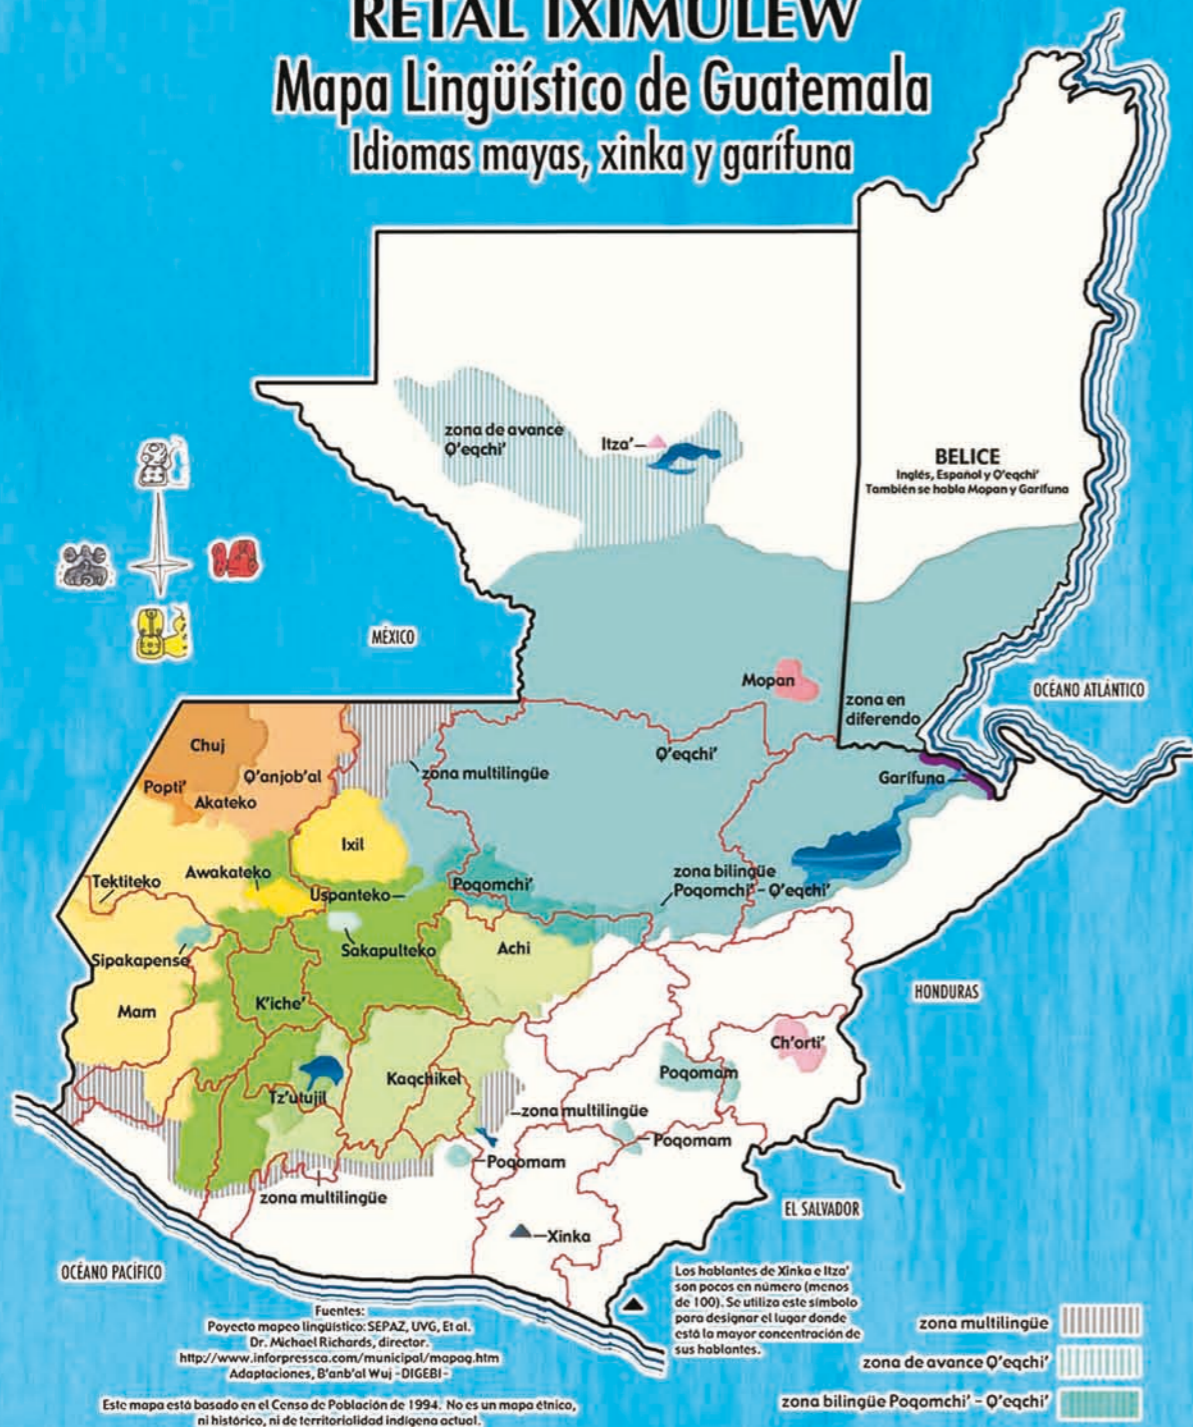 RETAL IXIMULEW
Mapa Lingüístico de Guatemala
Idiomas mayas, xinka y garífuna
zona de avance
Q'eqchi'
Itza'
BELICE
Inglés, Español y Q'eqchi'
También se habla Mopan y Garífuna
MÉXICO
Mopan
zona en
diferendo
OCÉANO ATLÁNTICO
Chuj
Q'anjob'al
Popti'
Akateko
zona multilingüe
Q'eqchi'
Garífuna
Ixil
Tektiteko
Awakateko
Uspanteko
Poqomchi'
zona bilingüe
Poqomchi' - Q'eqchi'
Sipakapense
Sakapulteko
Achi
Mam
K'iche'
HONDURAS
Ch'orti'
Poqomam
Kaqchikel
Tz'utujil
zona multilingüe
Poqomam
Poqomam
zona multilingüe
Xinka
EL SALVADOR
OCÉANO PACÍFICO
Los hablantes de Xinka e Itza'
son pocos en número (menos
de 100). Se utiliza este símbolo
para designar el lugar donde
está la mayor concentración de
sus hablantes.
Fuentes:
Poyecto mapeo lingüistico: SEPAZ, UVG, Et al.
Dr. Michael Richards, director.
http://www.inforpressca.com/municipal/mapag.htm
Adaptaciones, B'anb'al Wuj -DIGEBI-
Este mapa está basado en el Censo de Población de 1994. No es un mapa étnico,
ni histórico, ni de territorialidad indígena actual.
zona multilingüe
zona de avance Q'eqchi'
zona bilingüe Poqomchi' - Q'eqchi'